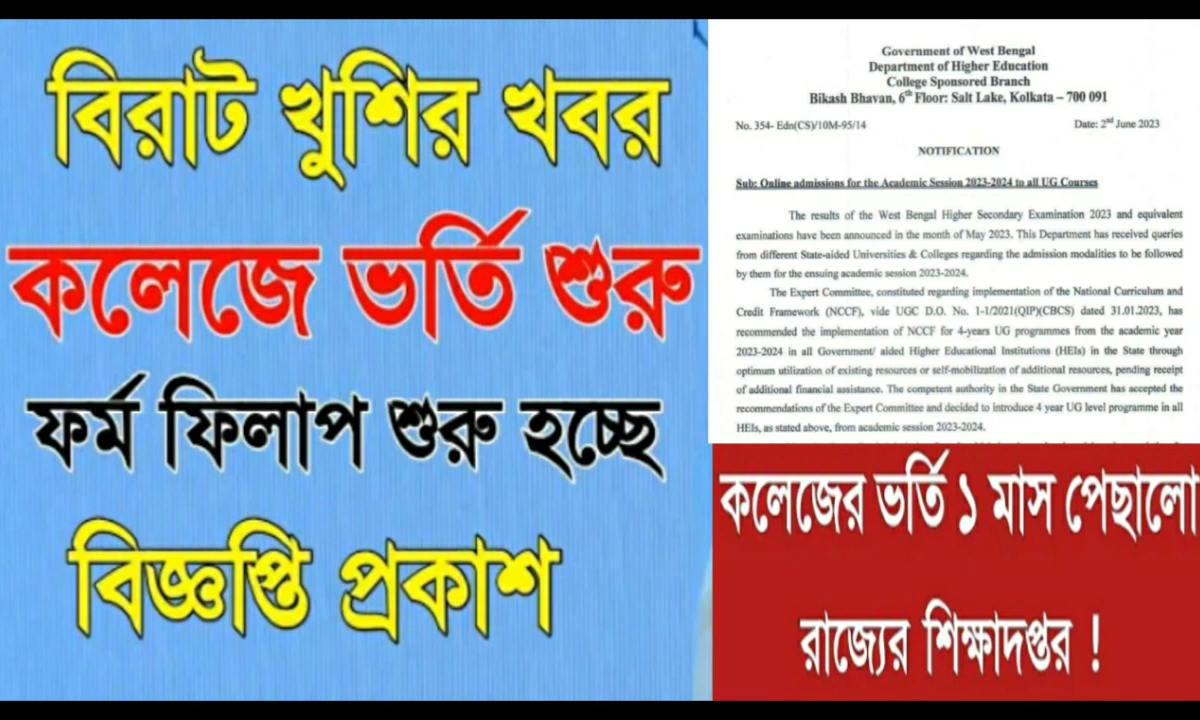 বিরাট খুশির খবর
কলেজে ভর্তি শুরু
ফর্ম ফিলাপ শুরু হচ্ছে
বিজ্ঞপ্তি প্রকাশ
Government of West Bengal
Department of Higher Education
College Sponsored Branch
Bikash Bhavan, 6th Floor: Salt Lake, Kolkata – 700 091
No. 354- Edn(CS)/10M-95/14 Date: 2nd June 2023
NOTIFICATION
Sub: Online admissions for the Academic Session 2023-2024 to all UG Courses
The results of the West Bengal Higher Secondary Examination 2023 and equivalent
examinations have been announced in the month of May 2023. This Department has received queries
from different State-aided Universities & Colleges regarding the admission modalities to be followed
by them for the ensuing academic session 2023-2024.
The Expert Committee, constituted regarding implementation of the National Curriculum and
Credit Framework (NCCF), vide UGC D.O. No. 1-1/2021(QIP)(CBCS) dated 31.01.2023, has
recommended the implementation of NCCF for 4-years UG programmes from the academic year
2023-2024 in all Government/ aided Higher Educational Institutions (HEIs) in the State through
optimum utilization of existing resources or self-mobilization of additional resources, pending receipt
of additional financial assistance. The competent authority in the State Government has accepted the
recommendations of the Expert Committee and decided to introduce 4 year UG level programme in all
HEIs, as stated above, from academic session 2023-2024.
কলেজের ভর্তি ১ মাস পেছালো
রাজ্যের শিক্ষাদপ্তর !